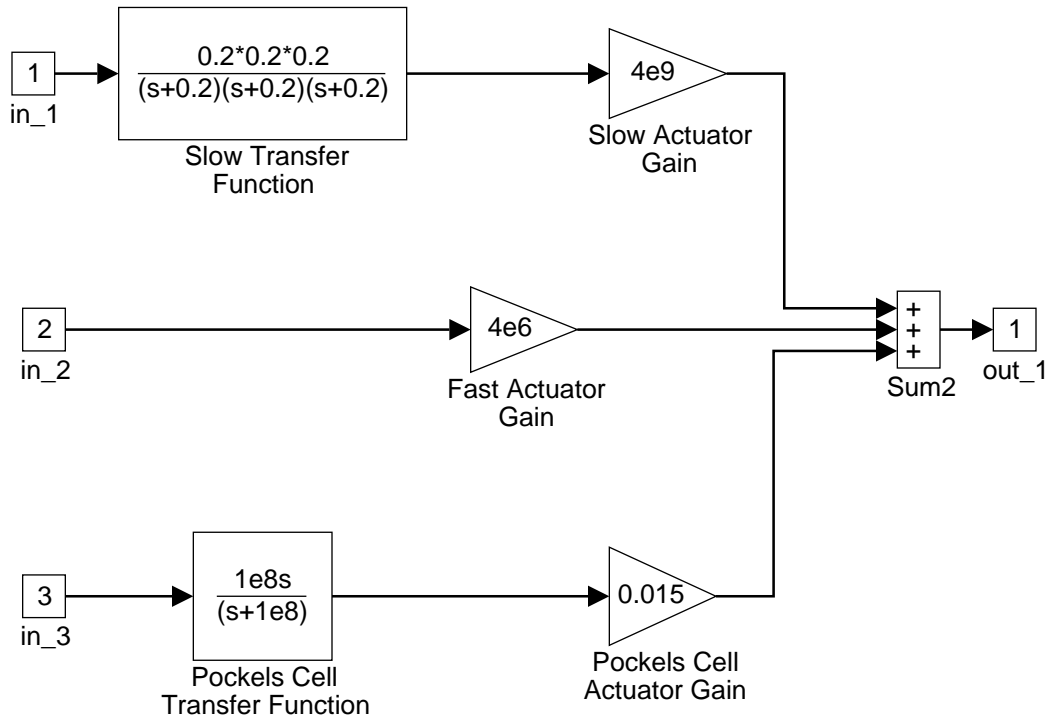 1
in_1
0.2*0.2*0.2
(s+0.2)(s+0.2)(s+0.2)
Slow Transfer
Function
4e9
Slow Actuator
Gain
2
in_2
4e6
Fast Actuator
Gain
+
+
+
Sum2
1
out_1
3
in_3
1e8s
(s+1e8)
Pockels Cell
Transfer Function
0.015
Pockels Cell
Actuator Gain